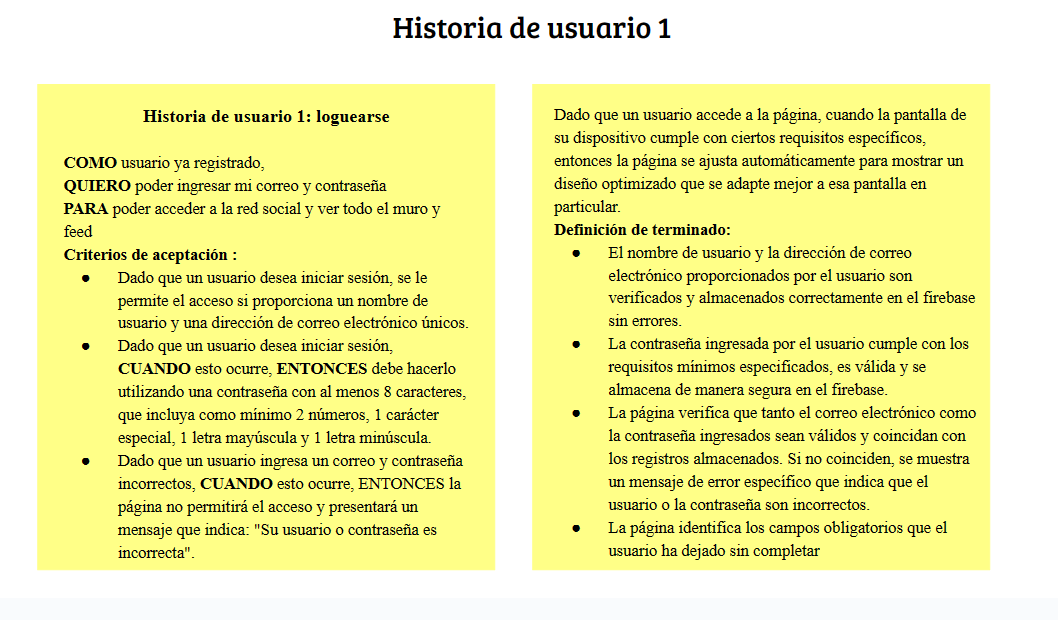 Historia de usuario 1
Historia de usuario 1: loguearse
COMO usuario ya registrado,
QUIERO poder ingresar mi correo y contraseña
PARA poder acceder a la red social y ver todo el muro y
feed
Criterios de aceptación :
● Dado que un usuario desea iniciar sesión, se le
permite el acceso si proporciona un nombre de
usuario y una dirección de correo electrónico únicos.
● Dado que un usuario desea iniciar sesión,
CUANDO esto ocurre, ENTONCES debe hacerlo
utilizando una contraseña con al menos 8 caracteres,
que incluya como mínimo 2 números, 1 carácter
especial, 1 letra mayúscula y 1 letra minúscula.
● Dado que un usuario ingresa un correo y contraseña
incorrectos, CUANDO esto ocurre, ENTONCES la
página no permitirá el acceso y presentará un
mensaje que indica: "Su usuario o contraseña es
incorrecta".
Dado que un usuario accede a la página, cuando la pantalla de
su dispositivo cumple con ciertos requisitos específicos,
entonces la página se ajusta automáticamente para mostrar un
diseño optimizado que se adapte mejor a esa pantalla en
particular.
Definición de terminado:
● El nombre de usuario y la dirección de correo
electrónico proporcionados por el usuario son
verificados y almacenados correctamente en el firebase
sin errores.
● La contraseña ingresada por el usuario cumple con los
requisitos mínimos especificados, es válida y se
almacena de manera segura en el firebase.
● La página verifica que tanto el correo electrónico como
la contraseña ingresados sean válidos y coincidan con
los registros almacenados. Si no coinciden, se muestra
un mensaje de error específico que indica que el
usuario o la contraseña son incorrectos.
● La página identifica los campos obligatorios que el
usuario ha dejado sin completar